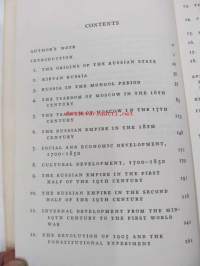 CONTENTS
AUTHOR'S NOTE
INTRODUCTION
1. THE ORIGINS OF THE RUSSIAN STATE
2. KIEVAN RUSSIA
3. RUSSIA IN THE MONGOL PERIOD
4. THE TSARDOM OF MOSCOW IN THE 16TH
CENTURY
5. THE TSARDOM OF MOSCOW IN THE 17TH
CENTURY
6. THE RUSSIAN EMPIRE IN THE 18TH
CENTURY
7. SOCIAL AND ECONOMIC DEVELOPMENT,
1700-1850
8. CULTURAL DEVELOPMENT, 1700-1850
9. THE RUSSIAN EMPIRE IN THE FIRST
HALF OF THE 19TH CENTURY
10. THE RUSSIAN EMPIRE IN THE SECOND
HALF OF THE 19TH CENTURY
11. INTERNAL DEVELOPMENT FROM THE MID-
19TH CENTURY TO THE FIRST WORLD
WAR
12. THE REVOLUTION OF 1905 AND THE
CONSTITUTIONAL EXPERIMENT